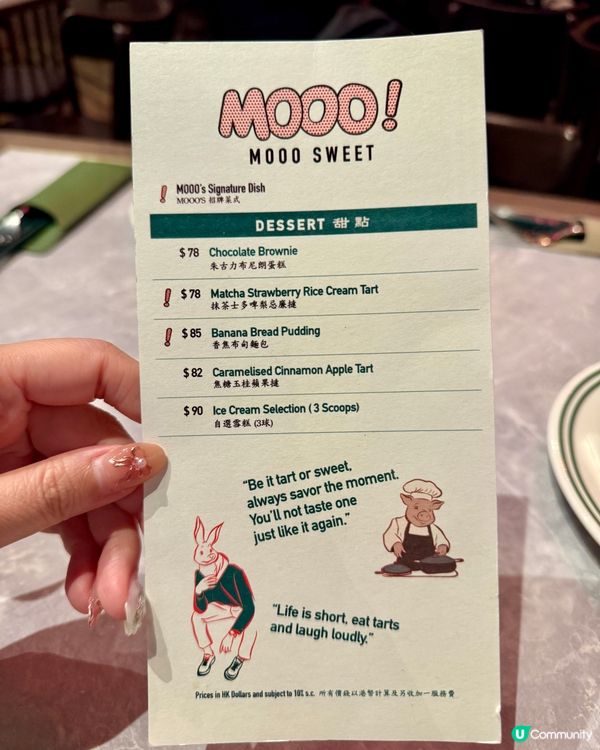 MOOO!
MOOO SWEET
! MOOO's Signature Dish
MOOO'S 招牌菜式
DESSERT 甜點
$78 Chocolate Brownie
朱古力布尼朗蛋糕
! $78 Matcha Strawberry Rice Cream Tart
抹茶士多啤梨忌廉撻
! $85 Banana Bread Pudding
香焦布甸麵包
$82 Caramelised Cinnamon Apple Tart
焦糖玉桂蘋果撻
$90 Ice Cream Selection ( 3 Scoops)
自選雪糕 (3球)
"Be it tart or sweet,
always savor the moment.
You'll not taste one
just like it again."
"Life is short, eat tarts
and laugh loudly."
Prices in HK Dollars and subject to 10% s.c. 所有價錢以港幣計算及另收加一服務費
U Community